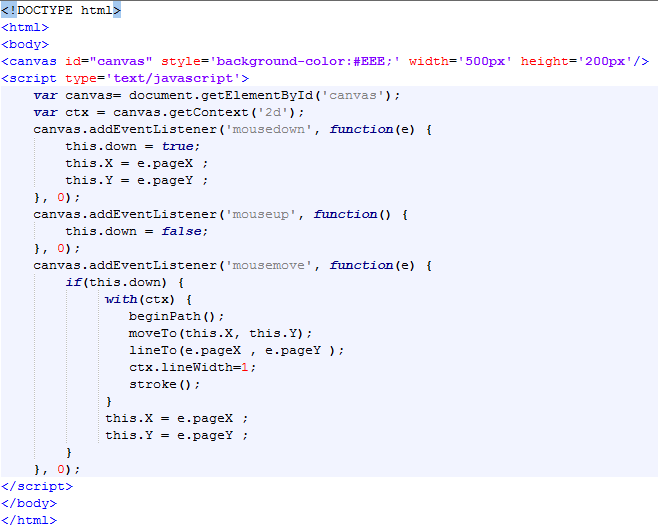 <!DOCTYPE html>
<html>
<body>
<canvas id="canvas" style='background-color:#EEE;' width='500px' height='200px'/>
<script type='text/javascript'>
    var canvas= document.getElementById('canvas');
    var ctx = canvas.getContext('2d');
    canvas.addEventListener('mousedown', function(e) {
        this.down = true;
        this.X = e.pageX ;
        this.Y = e.pageY ;
    }, 0);
    canvas.addEventListener('mouseup', function() {
        this.down = false;
    }, 0);
    canvas.addEventListener('mousemove', function(e) {
        if(this.down) {
             with(ctx) {
                beginPath();
                moveTo(this.X, this.Y);
                lineTo(e.pageX , e.pageY );
                ctx.lineWidth=1;
                stroke();
             }
             this.X = e.pageX ;
             this.Y = e.pageY ;
        }
    }, 0);
</script>
</body>
</html>